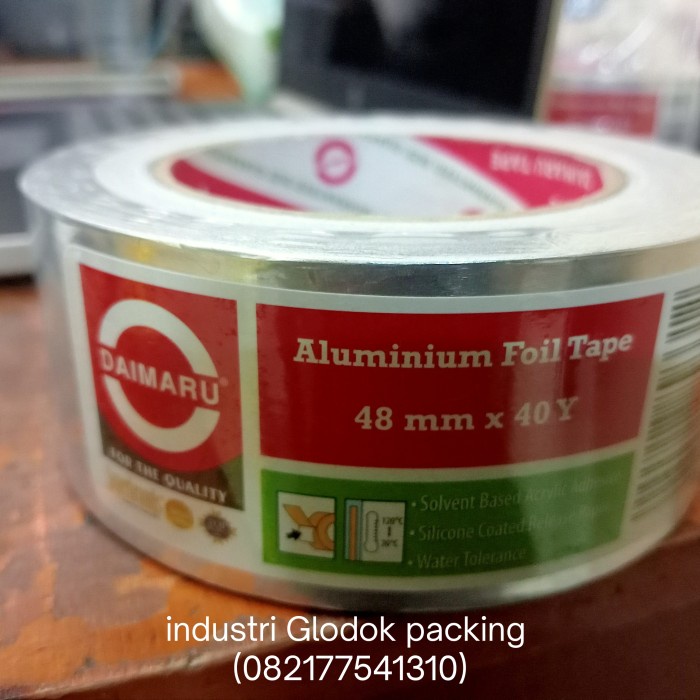 DAIMARU®
FOR THE QUALITY
Aluminium Foil Tape
48 mm x 40 Y
120°C
• Solvent Based Acrylic
• Silicone Coated
• Water Tolerance
industri Glodok packing
(082177541310)